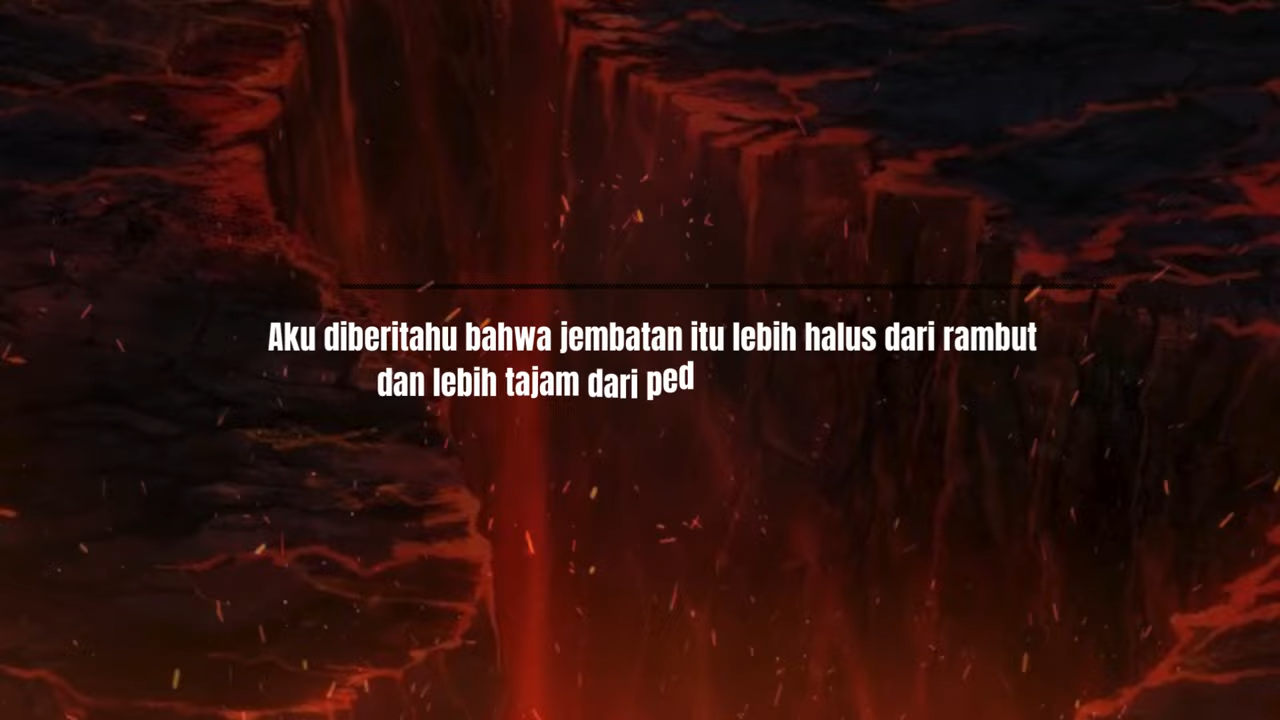 Aku diberitahu bahwa jembatan itu lebih halus dari rambut
dan lebih tajam dari ped